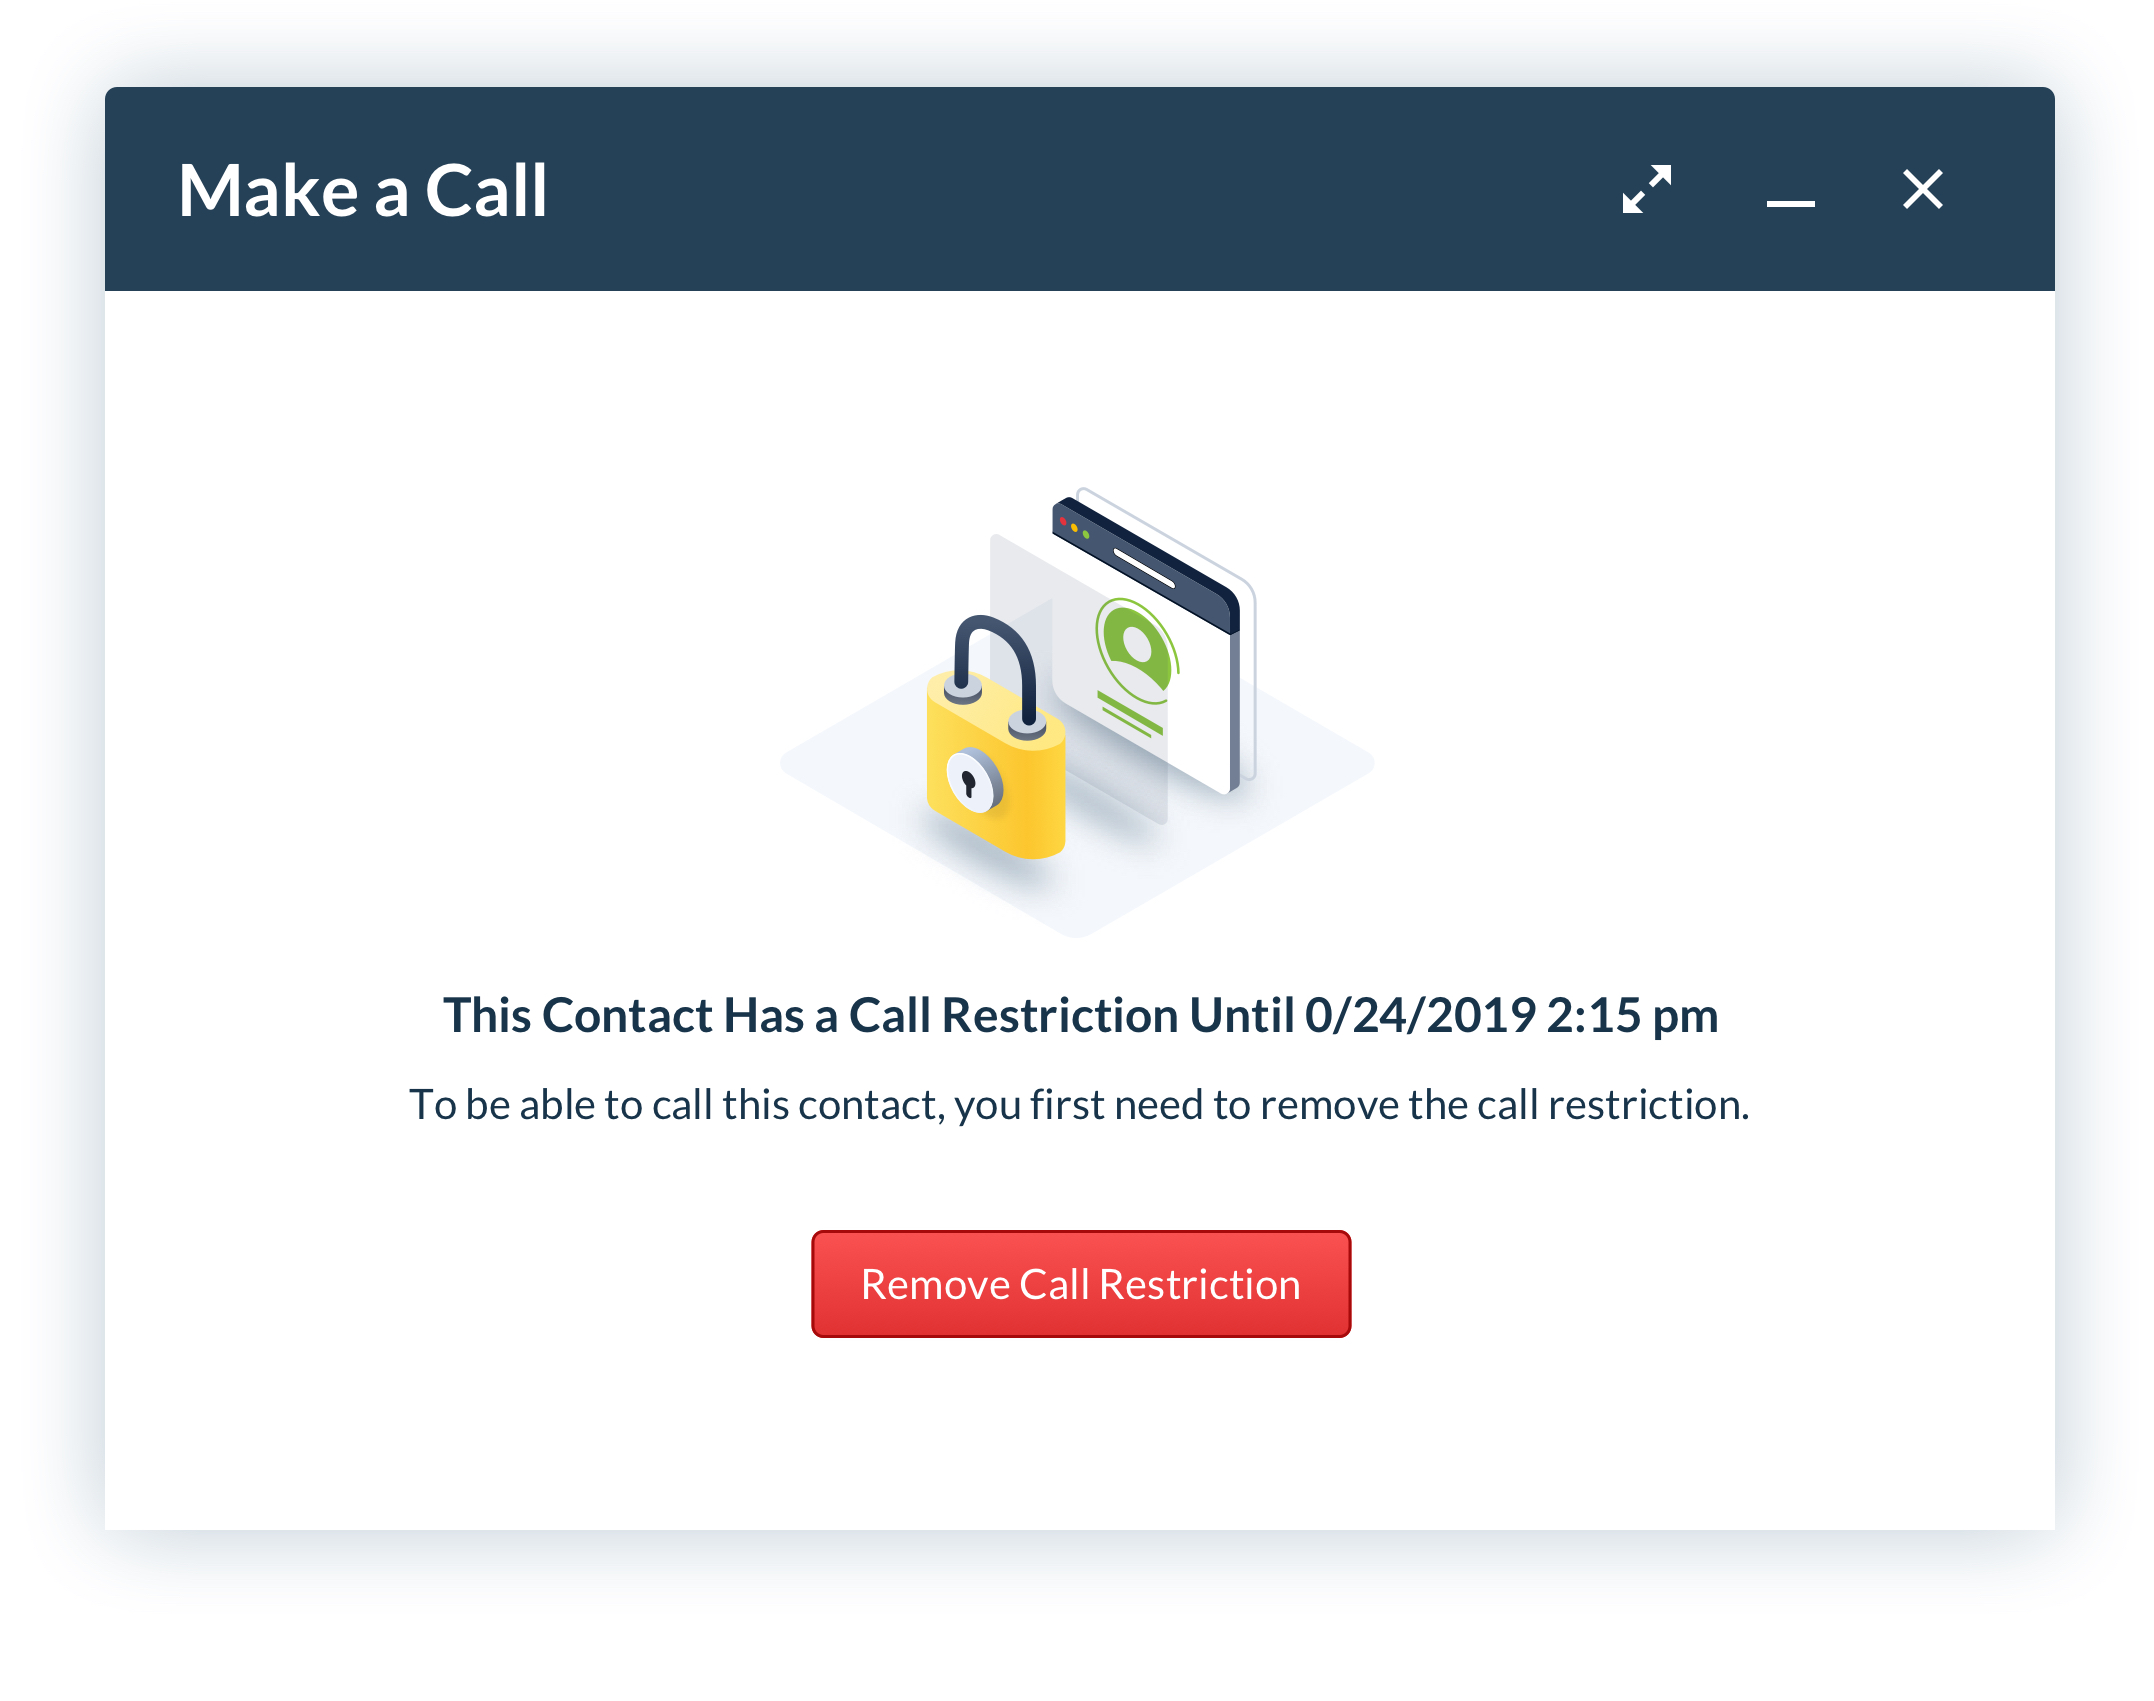 Make a Call
This Contact Has a Call Restriction Until 0/24/2019 2:15 pm
To be able to call this contact, you first need to remove the call restriction.
Remove Call Restriction